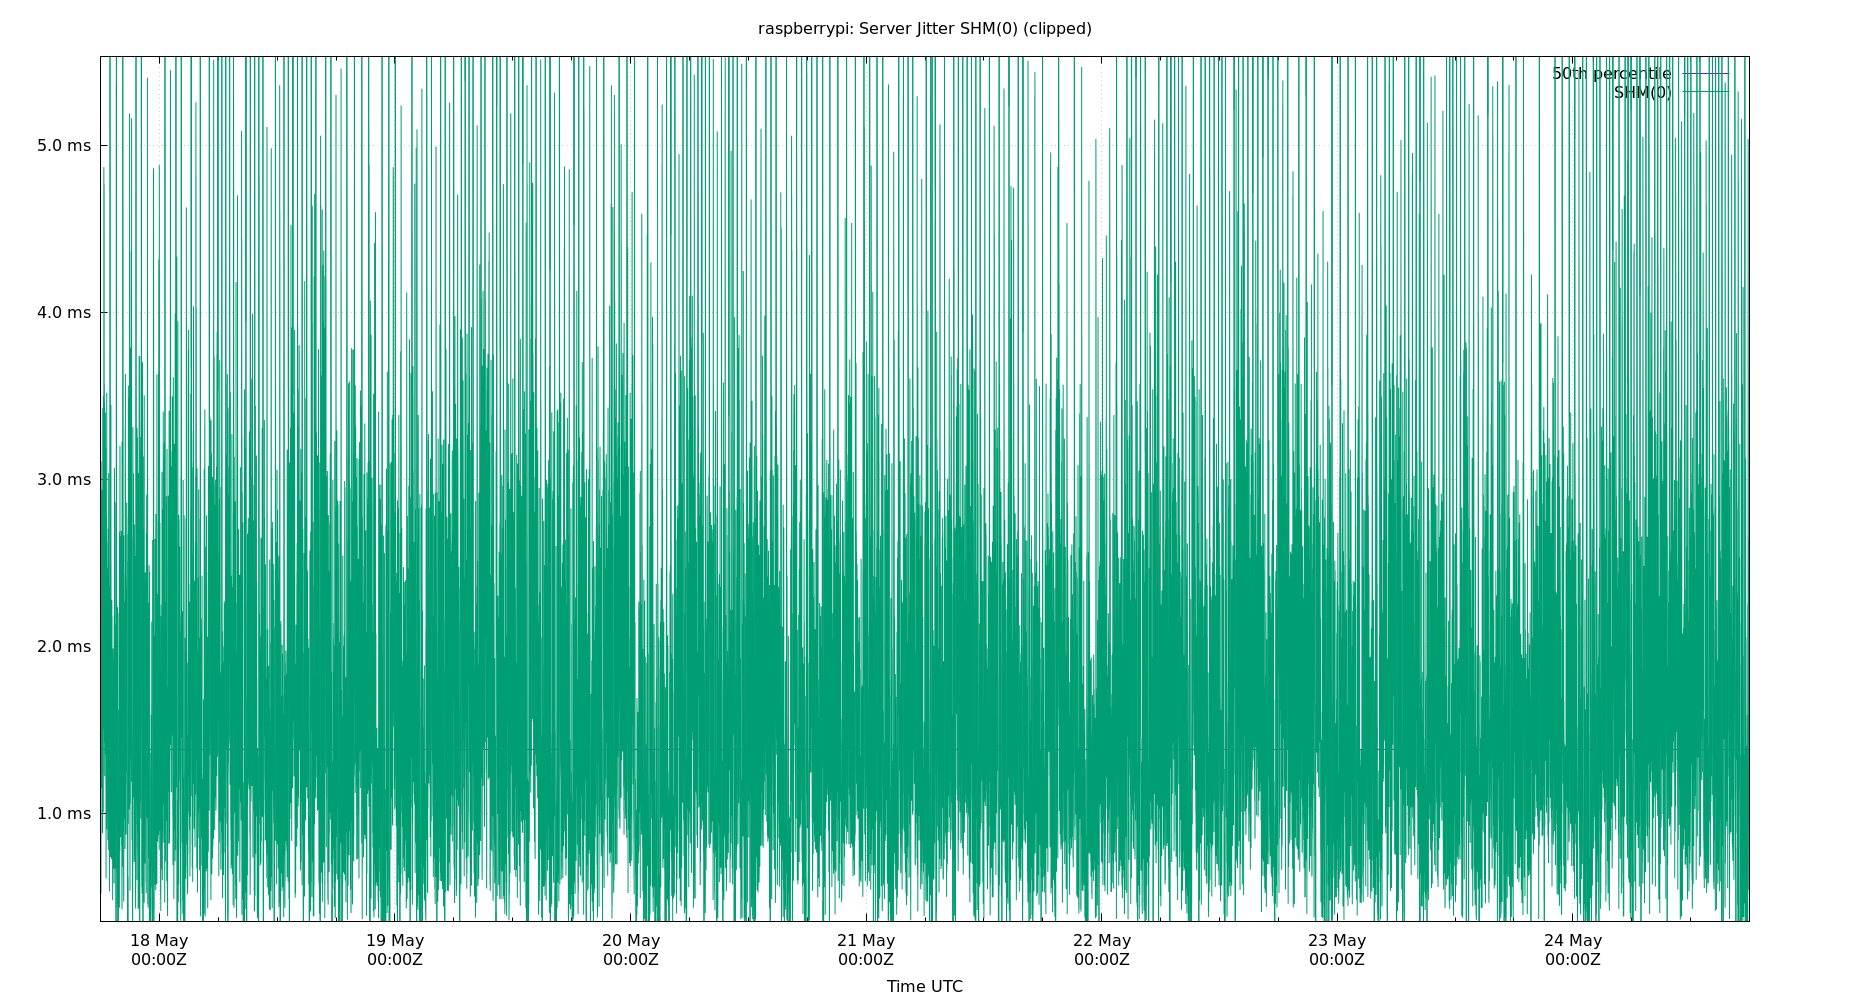 raspberrypi: Server Jitter SHM(0) (clipped)
50th percentile
SHM(0)
5.0 ms
4.0 ms
3.0 ms
2.0 ms
1.0 ms
18 May 19 May 20 May 21 May 22 May 23 May 24 May
00:00Z 00:00Z 00:00Z 00:00Z 00:00Z 00:00Z 00:00Z
Time UTC